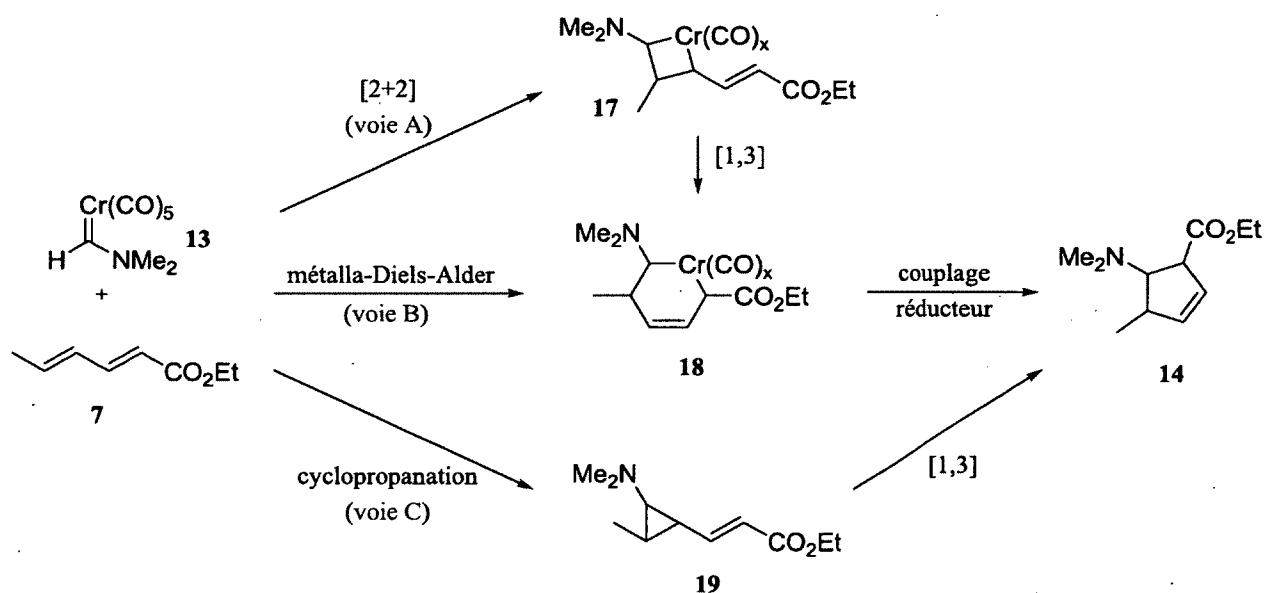 Me₂N
Cr(CO)ₓ
CO₂Et
17
[2+2]
(voie A)
[1,3]
Cr(CO)₅
13
H
NMe₂
+
CO₂Et
7
métalla-Diels-Alder
(voie B)
Me₂N
Cr(CO)ₓ
CO₂Et
18
couplage
réducteur
CO₂Et
Me₂N
14
cyclopropanation
(voie C)
Me₂N
CO₂Et
19
[1,3]